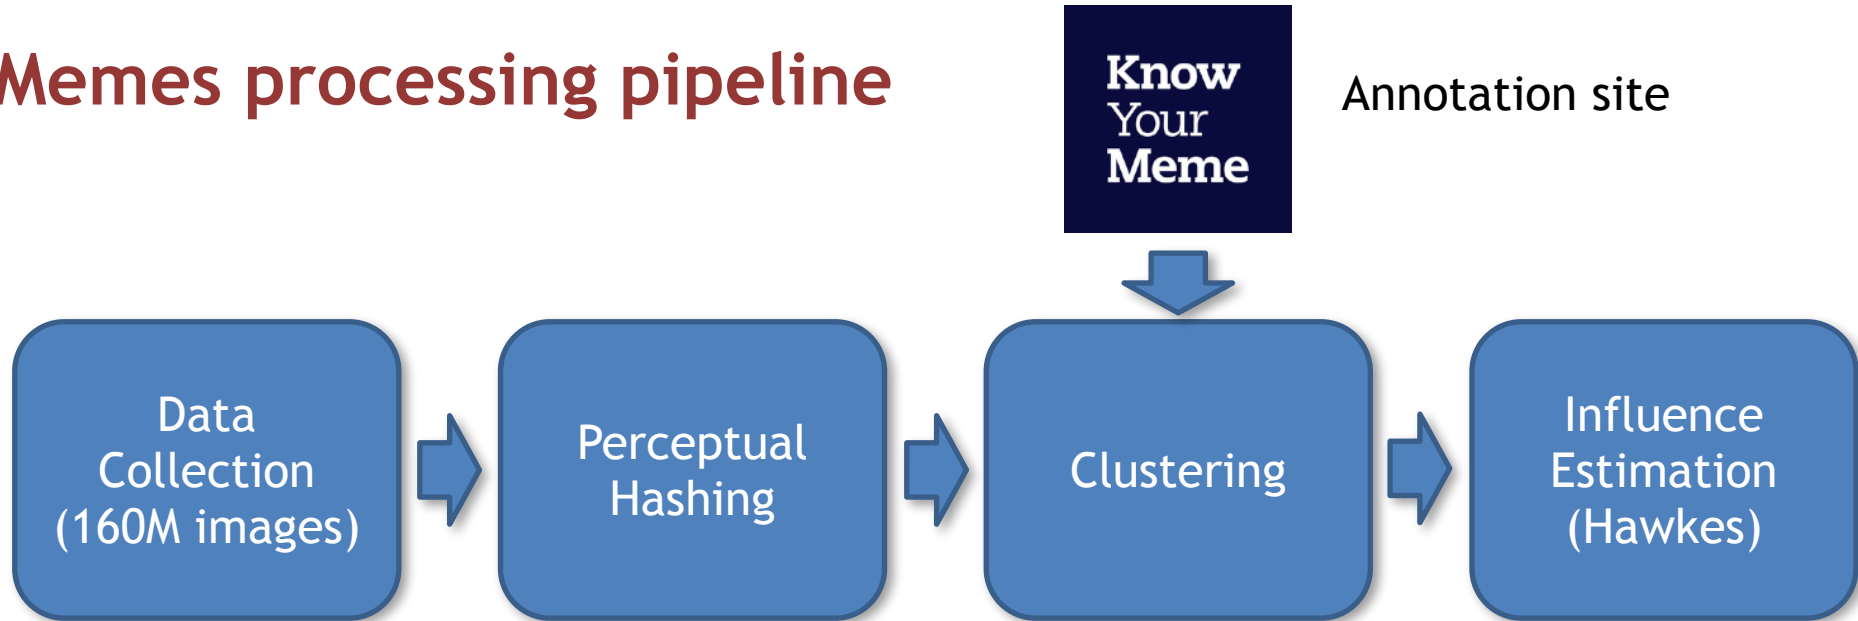 Memes processing pipeline
Know
Your
Meme
Annotation site
Data
Collection
(160M images)
Perceptual
Hashing
Clustering
Influence
Estimation
(Hawkes)